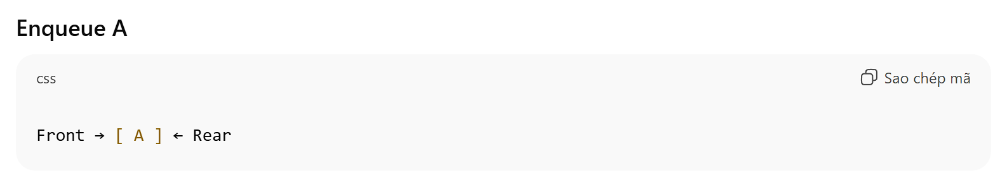 Enqueue A
css
Sao chép mã
Front → [ A ] ← Rear